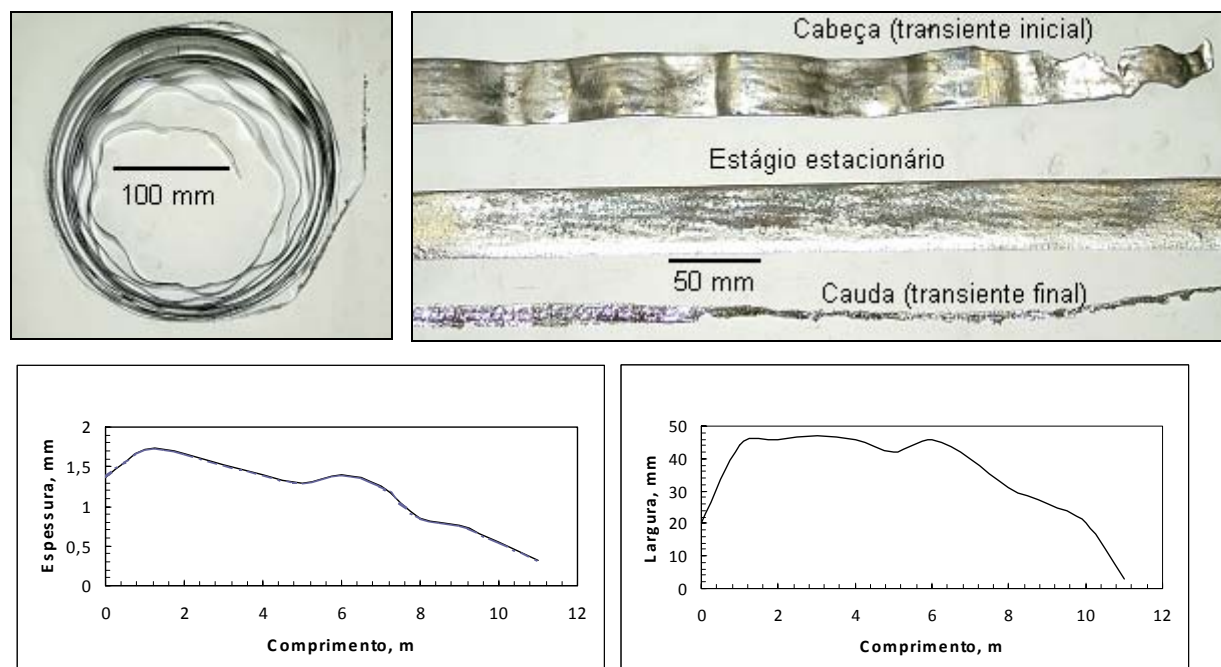 100 mm
Cabeça (transiente inicial)
Estágio estacionário
50 mm
Cauda (transiente final)
2
1,5
1
0,5
0
0 2 4 6 8 10 12
Espessura, mm
Comprimento, m
50
40
30
20
10
0
0 2 4 6 8 10 12
Largura, mm
Comprimento, m